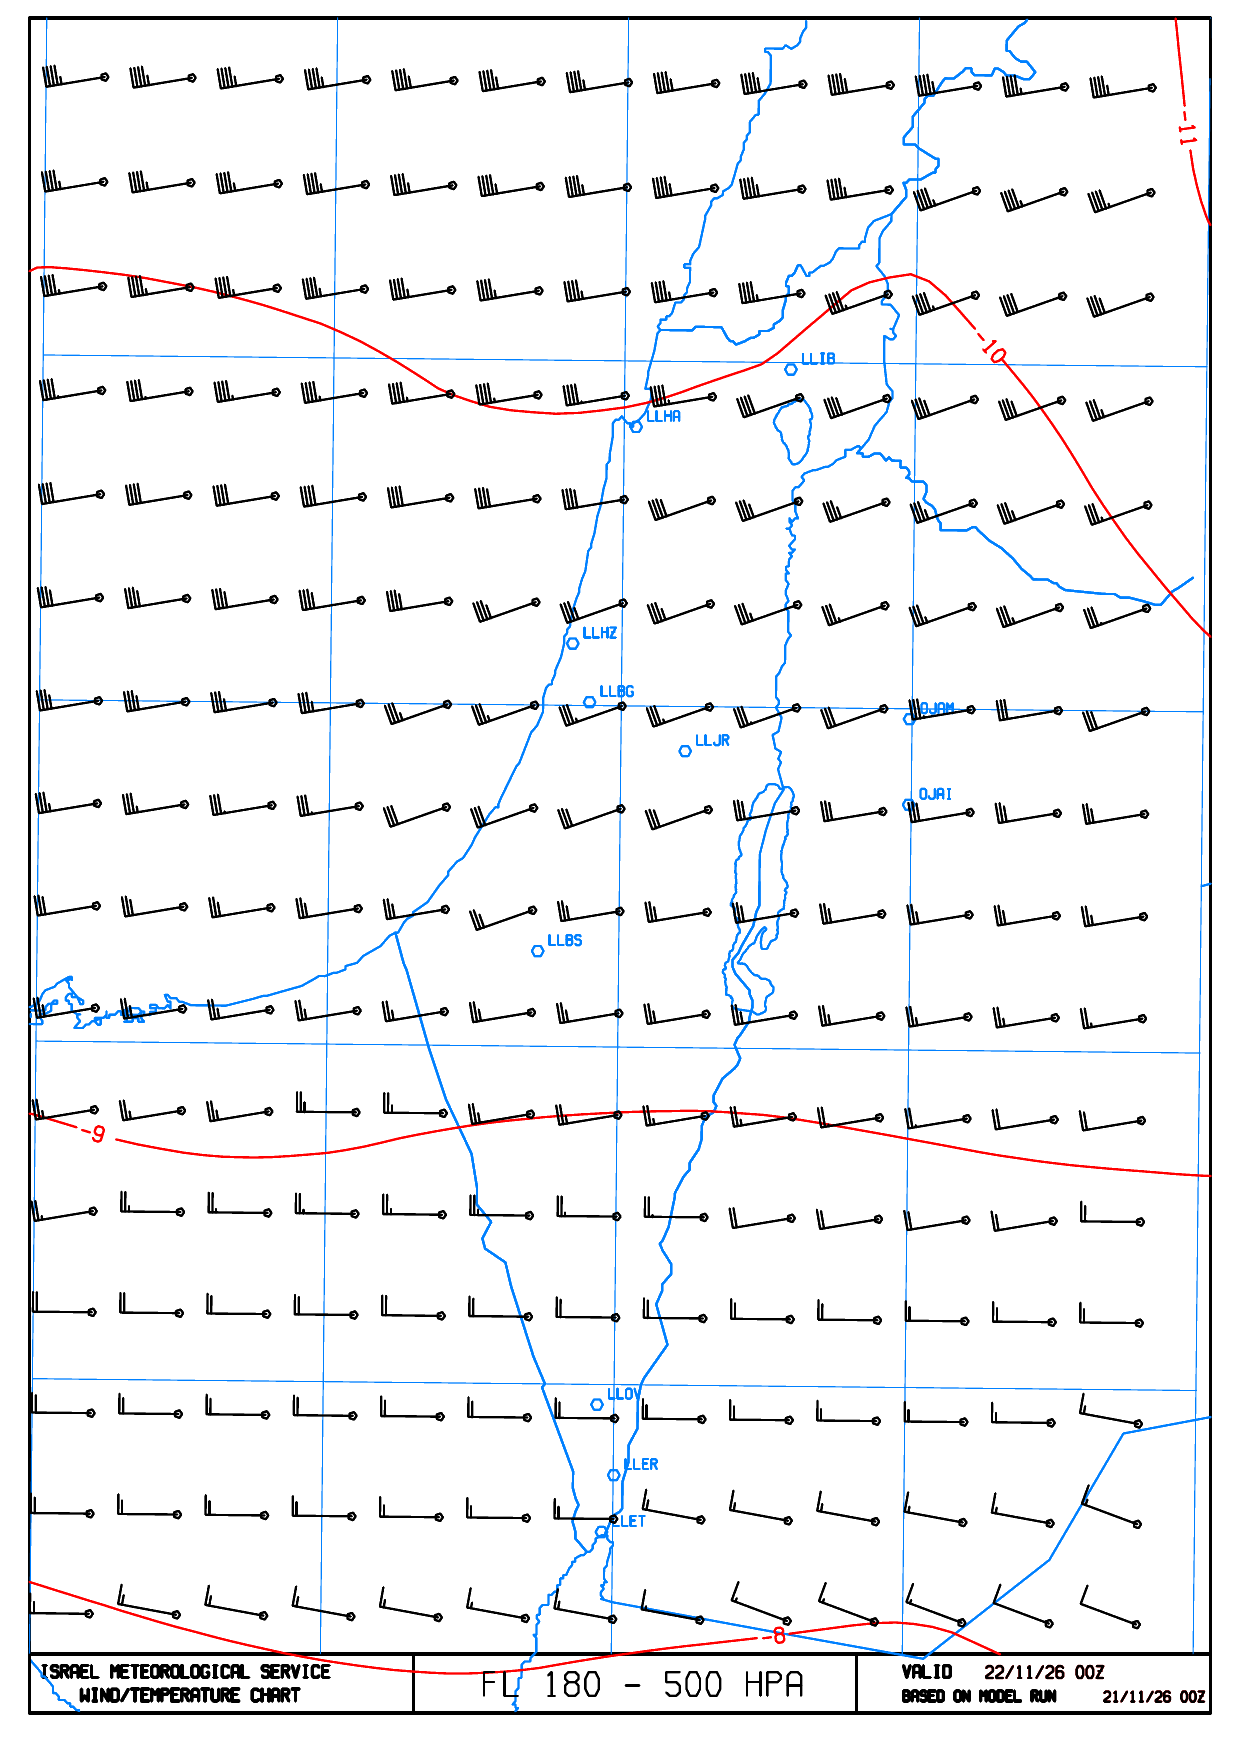 -11
-10
LLIB
LLHA
LLHZ
LLBG
OJAM
LLJR
OJAI
LLBS
-9
LLOV
LLER
LLET
-8
ISRAEL METEOROLOGICAL SERVICE
WIND/TEMPERATURE CHART
FL 180 - 500 HPA
VALID 22/11/26 00Z
BASED ON MODEL RUN 21/11/26 00Z